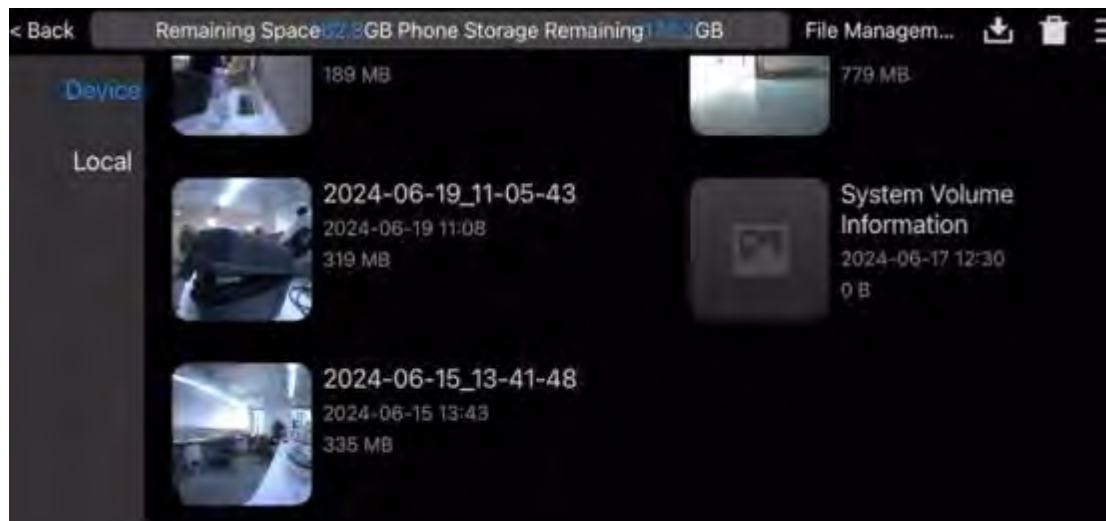 < Back
Remaining Space GB Phone Storage Remaining GB
File Managem...
Device
Local
189 MB
779 MB
2024-06-19_11-05-43
2024-06-19 11:08
319 MB
System Volume
Information
2024-06-17 12:30
0 B
2024-06-15_13-41-48
2024-06-15 13:43
335 MB